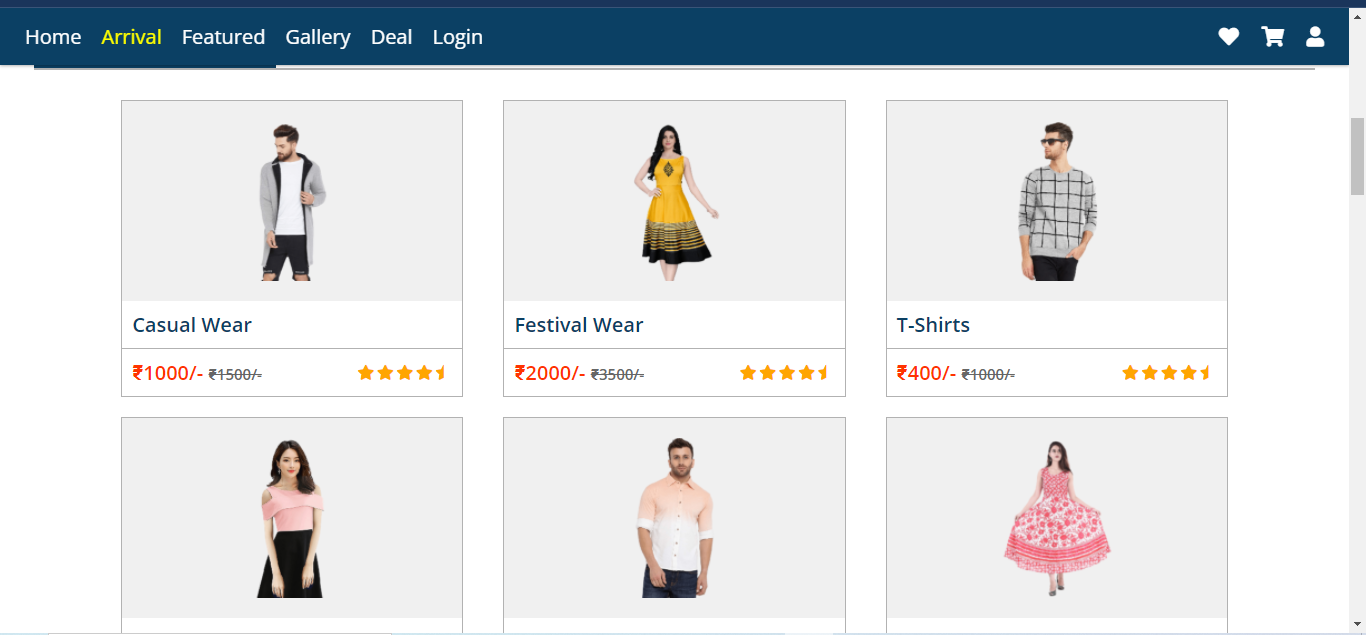 Home Arrival Featured Gallery Deal Login
Casual Wear
Festival Wear
T-Shirts
₹1000/- ₹1500/-
₹2000/- ₹3500/-
₹400/- ₹1000/-